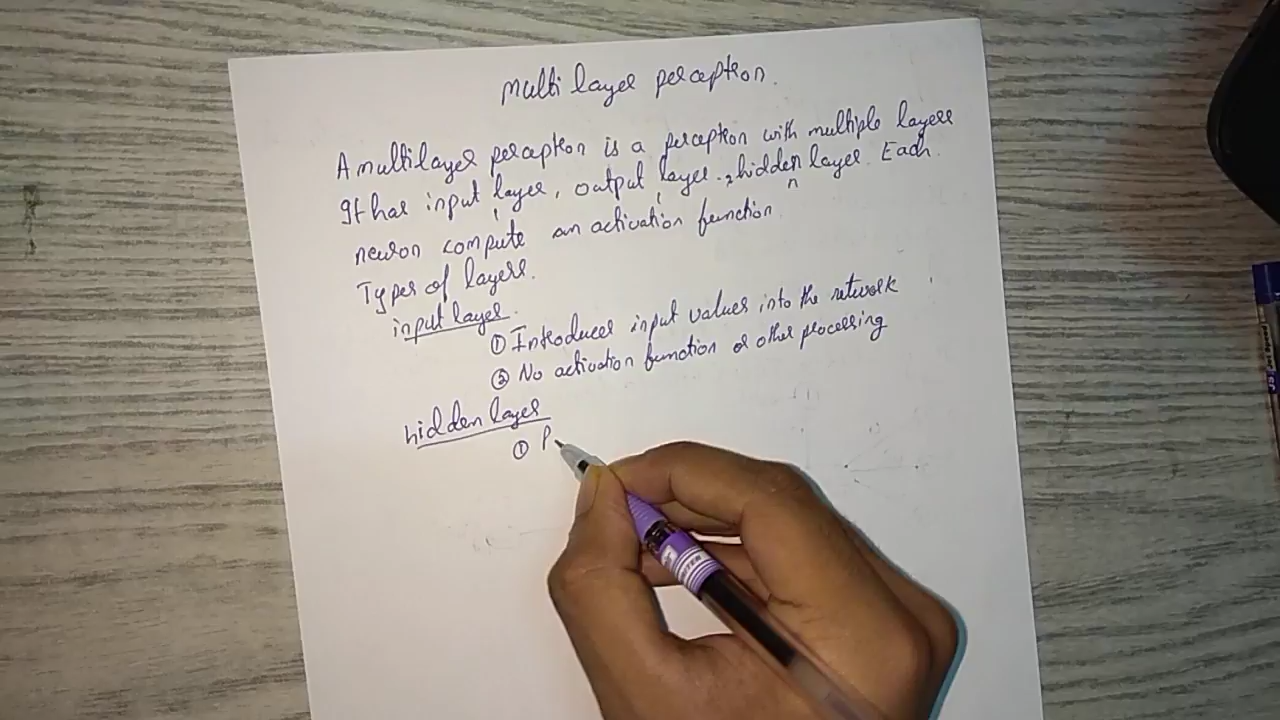 Multi layer perceptron.
A multilayer perceptron is a perceptron with multiple layers
It has input layer, output layer, hidden layer. Each
neuron compute an activation function
Types of layers.
input layer
① Introduces input values into the network
② No activation function or other processing
hidden layer
① P